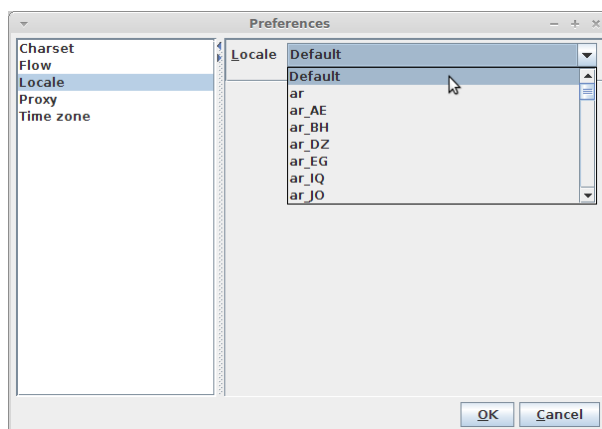 Preferences
Charset
Flow
Locale
Proxy
Time zone
Locale Default
Default
ar
ar_AE
ar_BH
ar_DZ
ar_EG
ar_IQ
ar_JO
OK Cancel